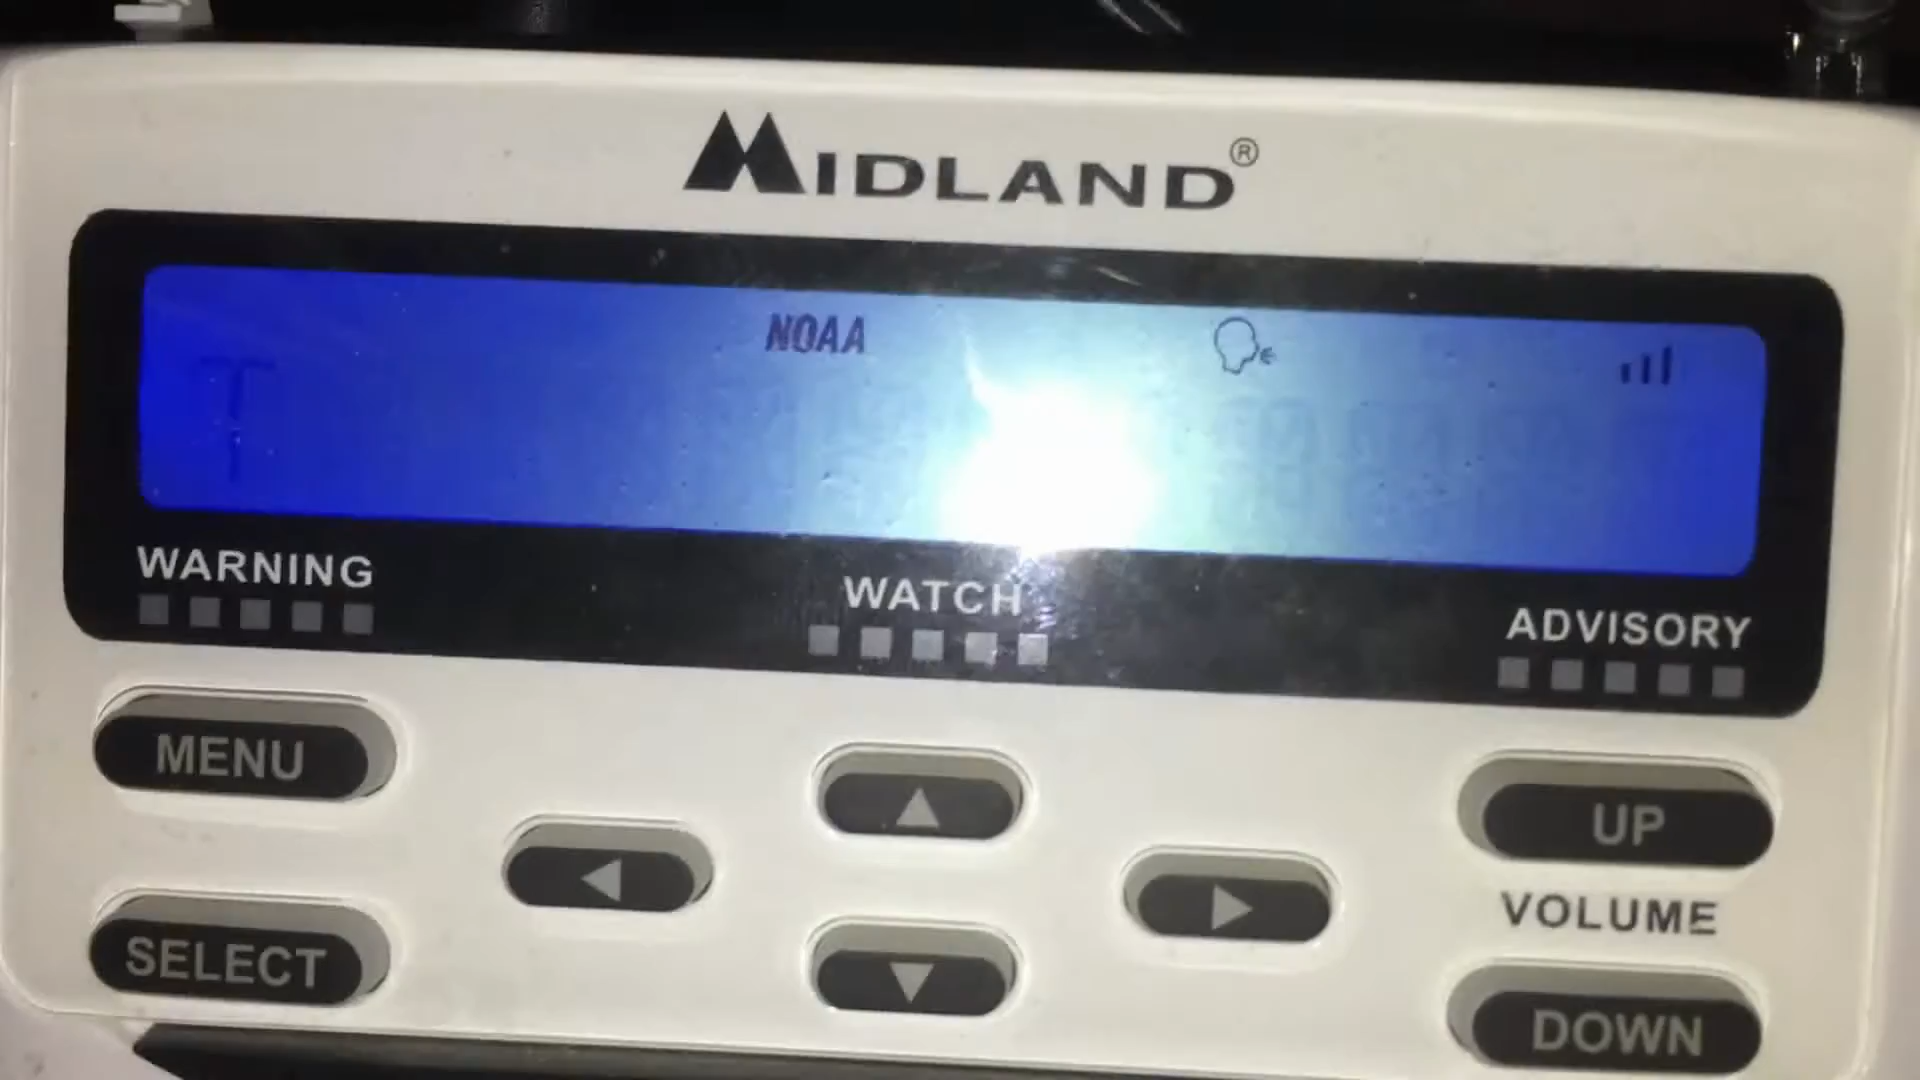 MIDLAND®
NOAA
T
WARNING
WATCH
ADVISORY
MENU
UP
VOLUME
SELECT
DOWN